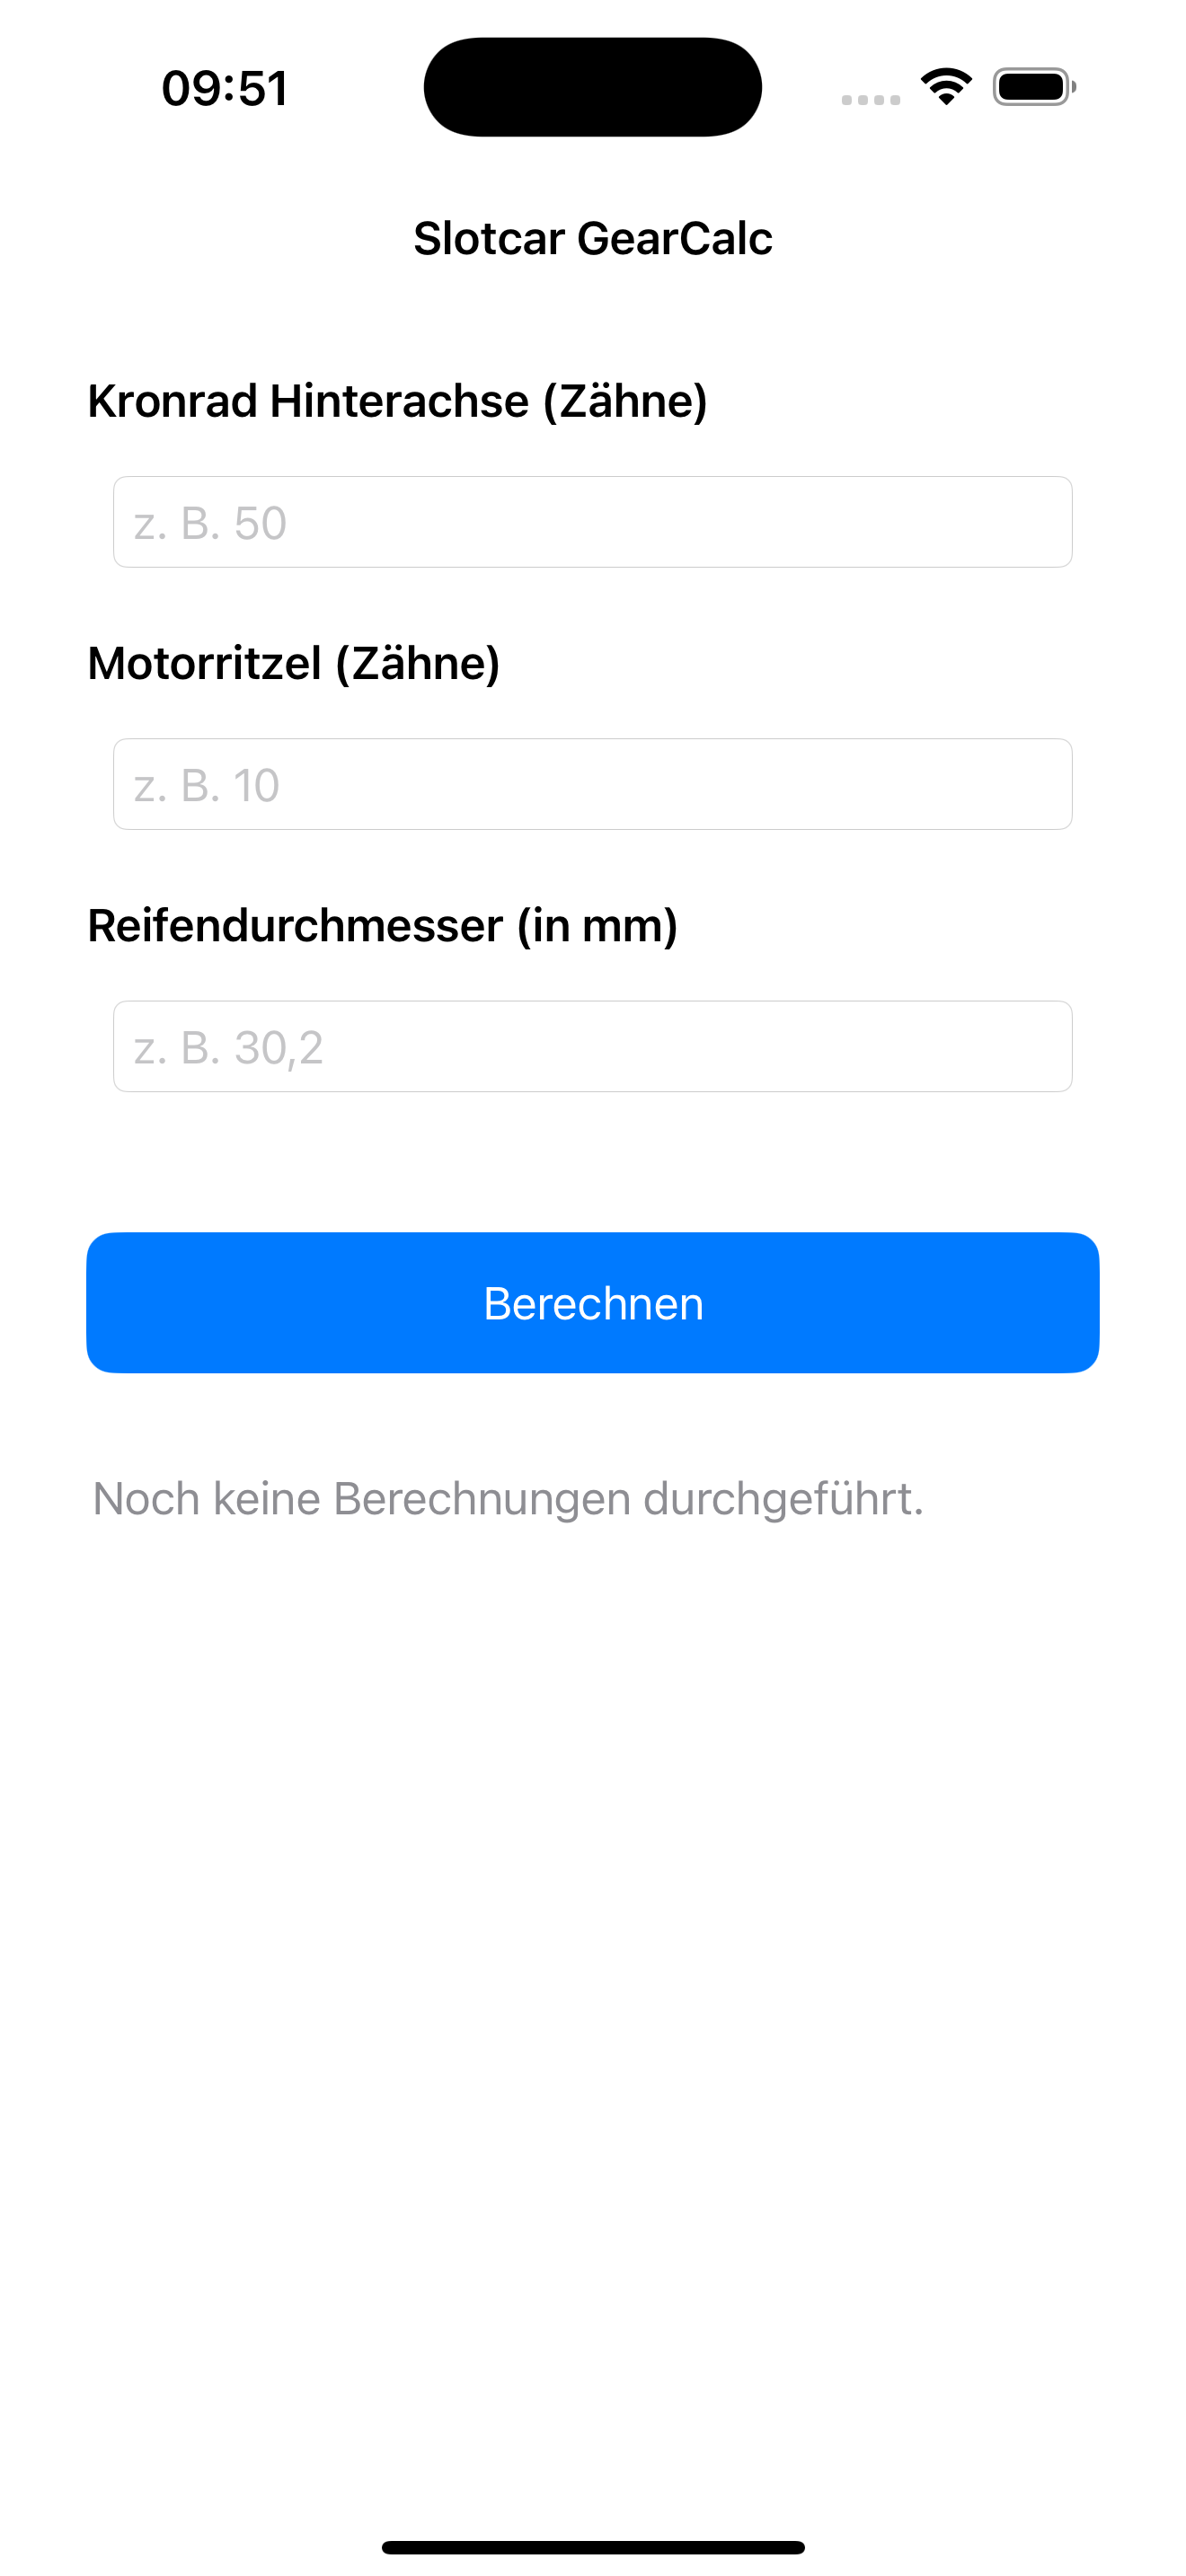 09:51
Slotcar GearCalc
Kronrad Hinterachse (Zähne)
z. B. 50
Motorritzel (Zähne)
z. B. 10
Reifendurchmesser (in mm)
z. B. 30,2
Berechnen
Noch keine Berechnungen durchgeführt.